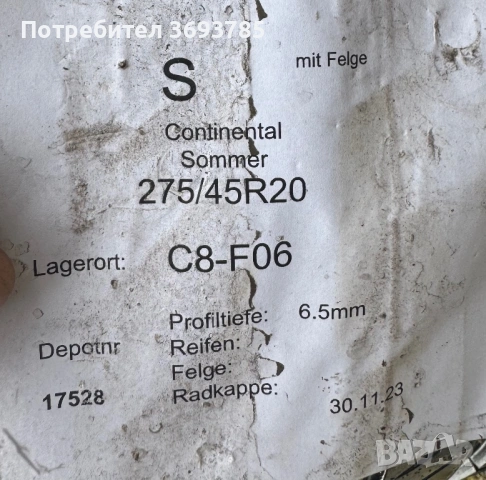 Потребител 3693785
S
mit Felge
Continental
Sommer
275/45R20
Lagerort: C8-F06
Profiltiefe: 6.5mm
Depotnr Reifen:
Felge:
17528 Radkappe:
30.11.23
BAZAR